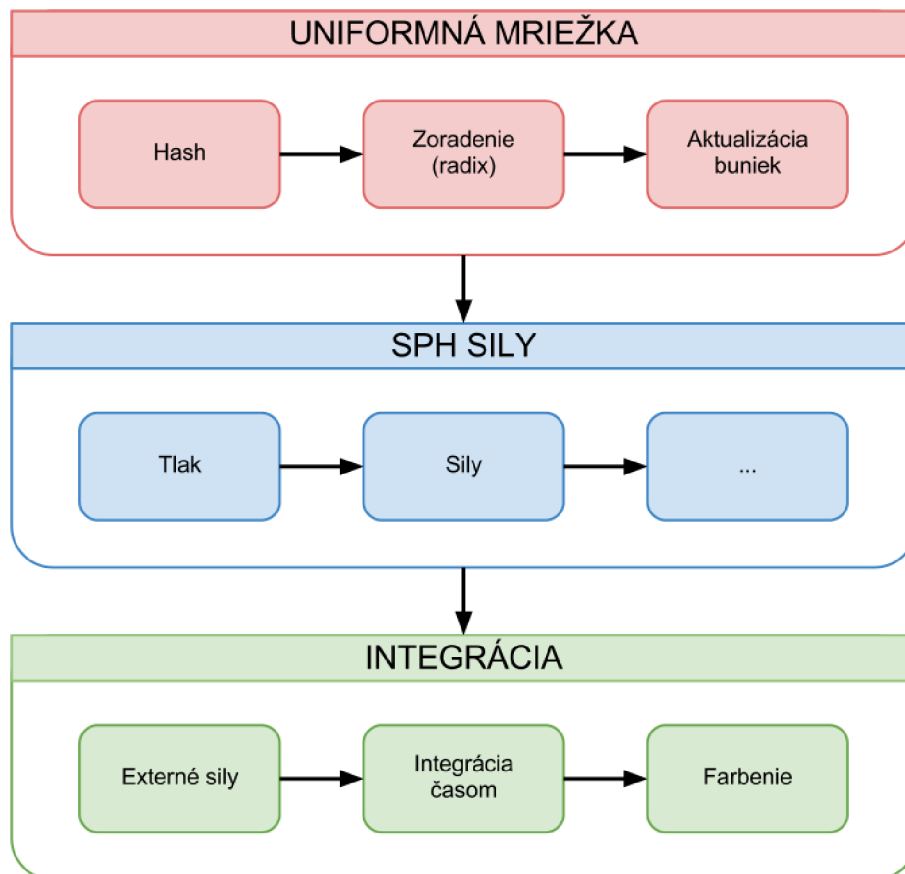 UNIFORMNÁ MRIEŽKA
Hash
Zoradenie
(radix)
Aktualizácia
buniek
SPH SILY
Tlak
Sily
...
INTEGRÁCIA
Externé sily
Integrácia
časom
Farbenie